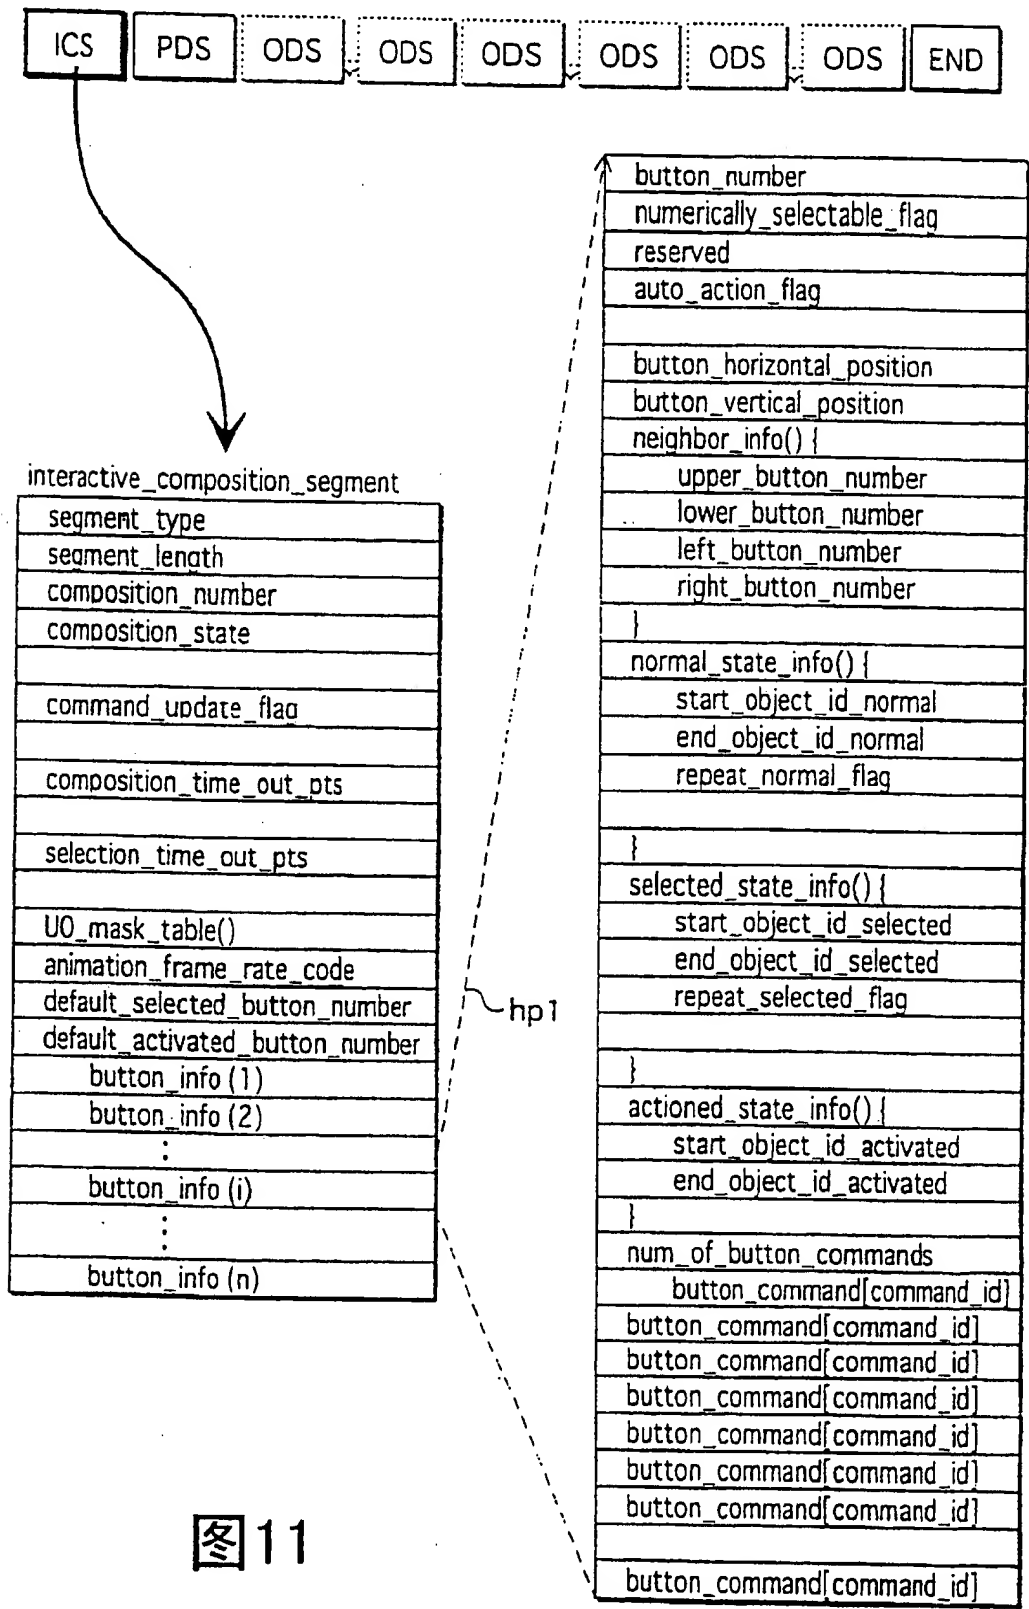 ICS PDS ODS ODS ODS ODS ODS ODS END
interactive_composition_segment
segment_type
segment_length
composition_number
composition_state
command_update_flag
composition_time_out_pts
selection_time_out_pts
UO_mask_table()
animation_frame_rate_code
default_selected_button_number
default_activated_button_number
button_info (1)
button_info (2)
⋮
button_info (i)
⋮
button_info (n)
hp1
button_number
numerically_selectable_flag
reserved
auto_action_flag
button_horizontal_position
button_vertical_position
neighbor_info() {
upper_button_number
lower_button_number
left_button_number
right_button_number
}
normal_state_info() {
start_object_id_normal
end_object_id_normal
repeat_normal_flag
}
selected_state_info() {
start_object_id_selected
end_object_id_selected
repeat_selected_flag
}
actioned_state_info() {
start_object_id_activated
end_object_id_activated
}
num_of_button_commands
button_command[command_id]
button_command[command_id]
button_command[command_id]
button_command[command_id]
button_command[command_id]
button_command[command_id]
button_command[command_id]
button_command[command_id]
图11